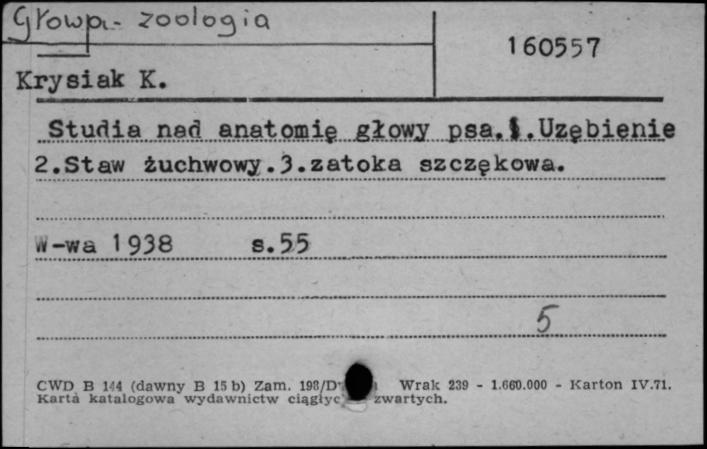 Głowa - zoologia
160557
Krysiak K.
Studia nad anatomię głowy psa.1.Uzębienie
2.Staw żuchwowy.3.zatoka szczękowa.
W-wa 1938 s.55
5
CWD B 144 (dawny B 15 b) Zam. 198/D Wrak 239 - 1.660.000 - Karton IV.71.
Karta katalogowa wydawnictw ciągłyc zwartych.